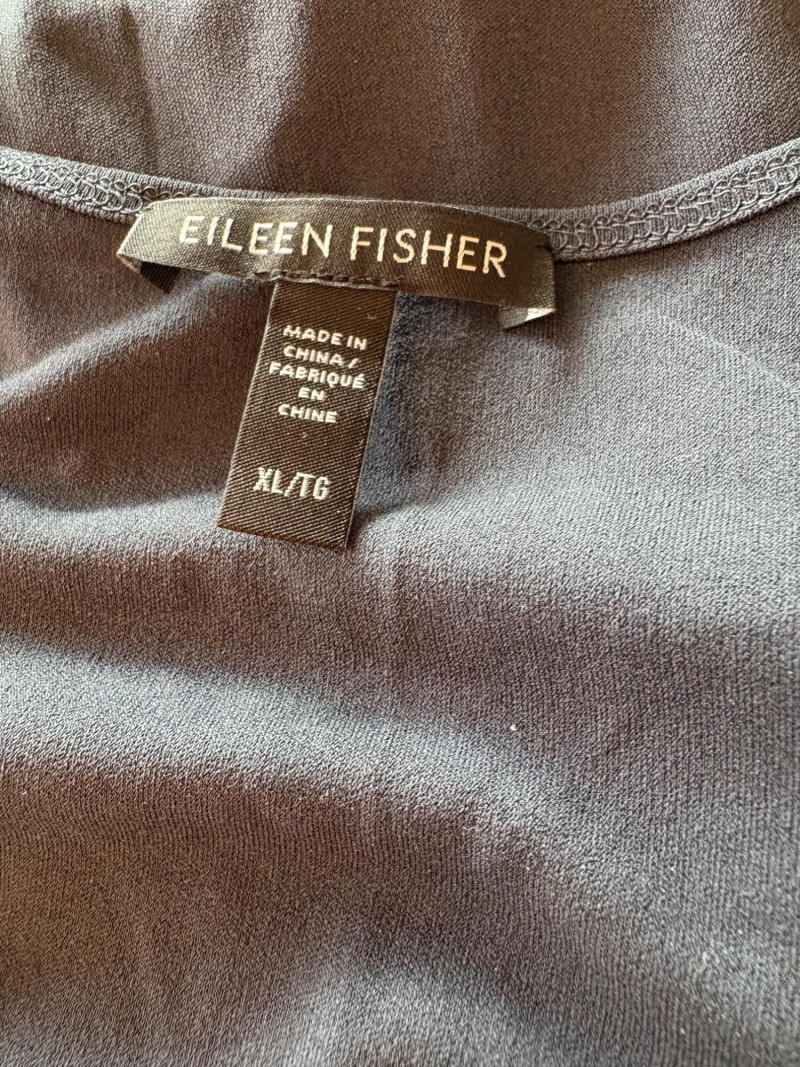 EILEEN FISHER
MADE IN
CHINA/
FABRIQUÉ
EN
CHINE
XL/TG